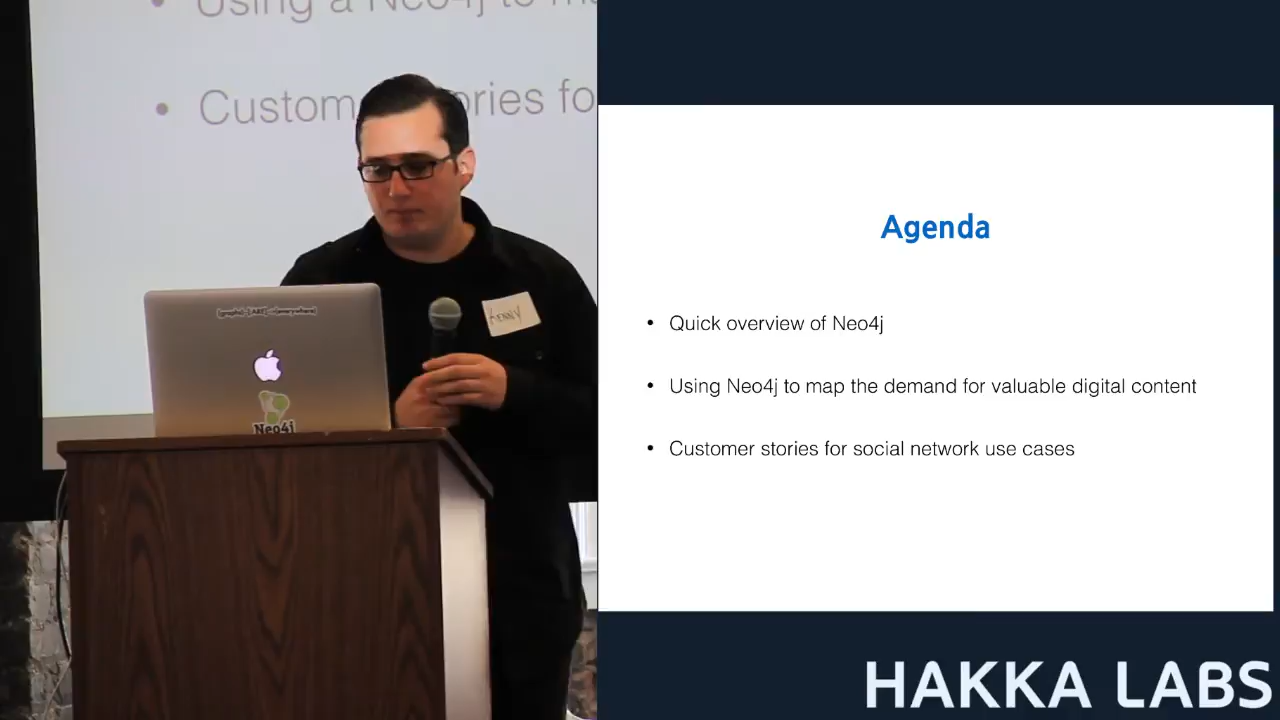 • Using a Neo4j to m
• Custom ories fo
KENNY
Neo4j
Agenda
• Quick overview of Neo4j
• Using Neo4j to map the demand for valuable digital content
• Customer stories for social network use cases
HAKKA LABS